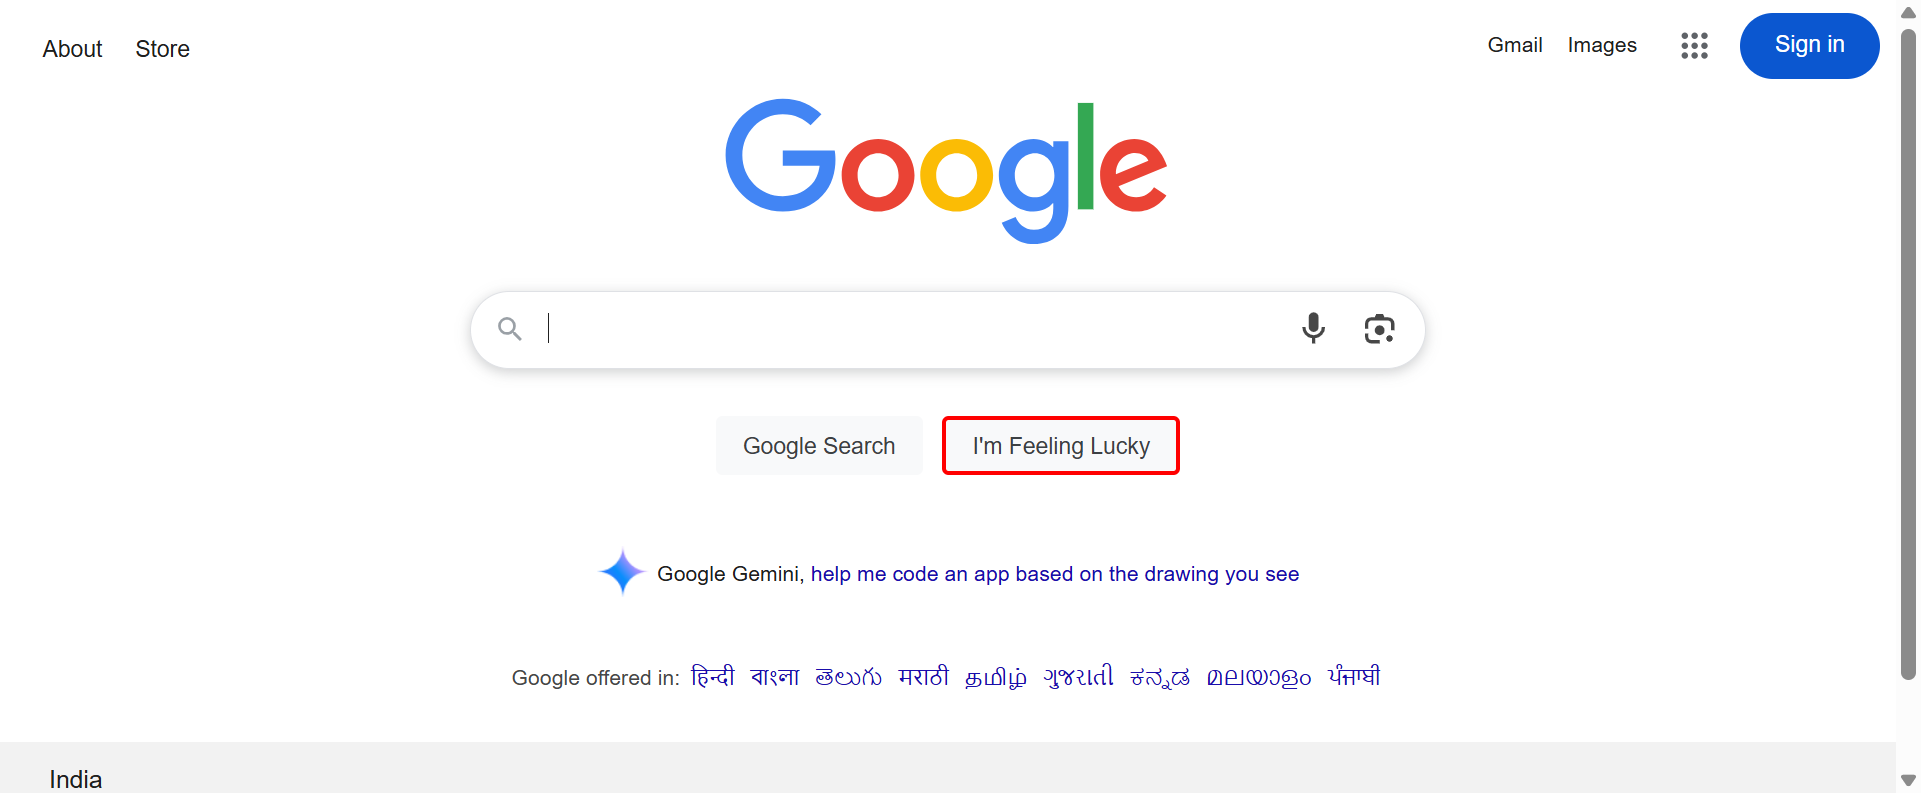 About Store
Gmail Images Sign in
Google
Google Search I'm Feeling Lucky
Google Gemini, help me code an app based on the drawing you see
Google offered in: हिन्दी বাংলা తెలుగు मराठी தமிழ் ગુજરાતી ಕನ್ನಡ മലയാളം ਪੰਜਾਬੀ
India